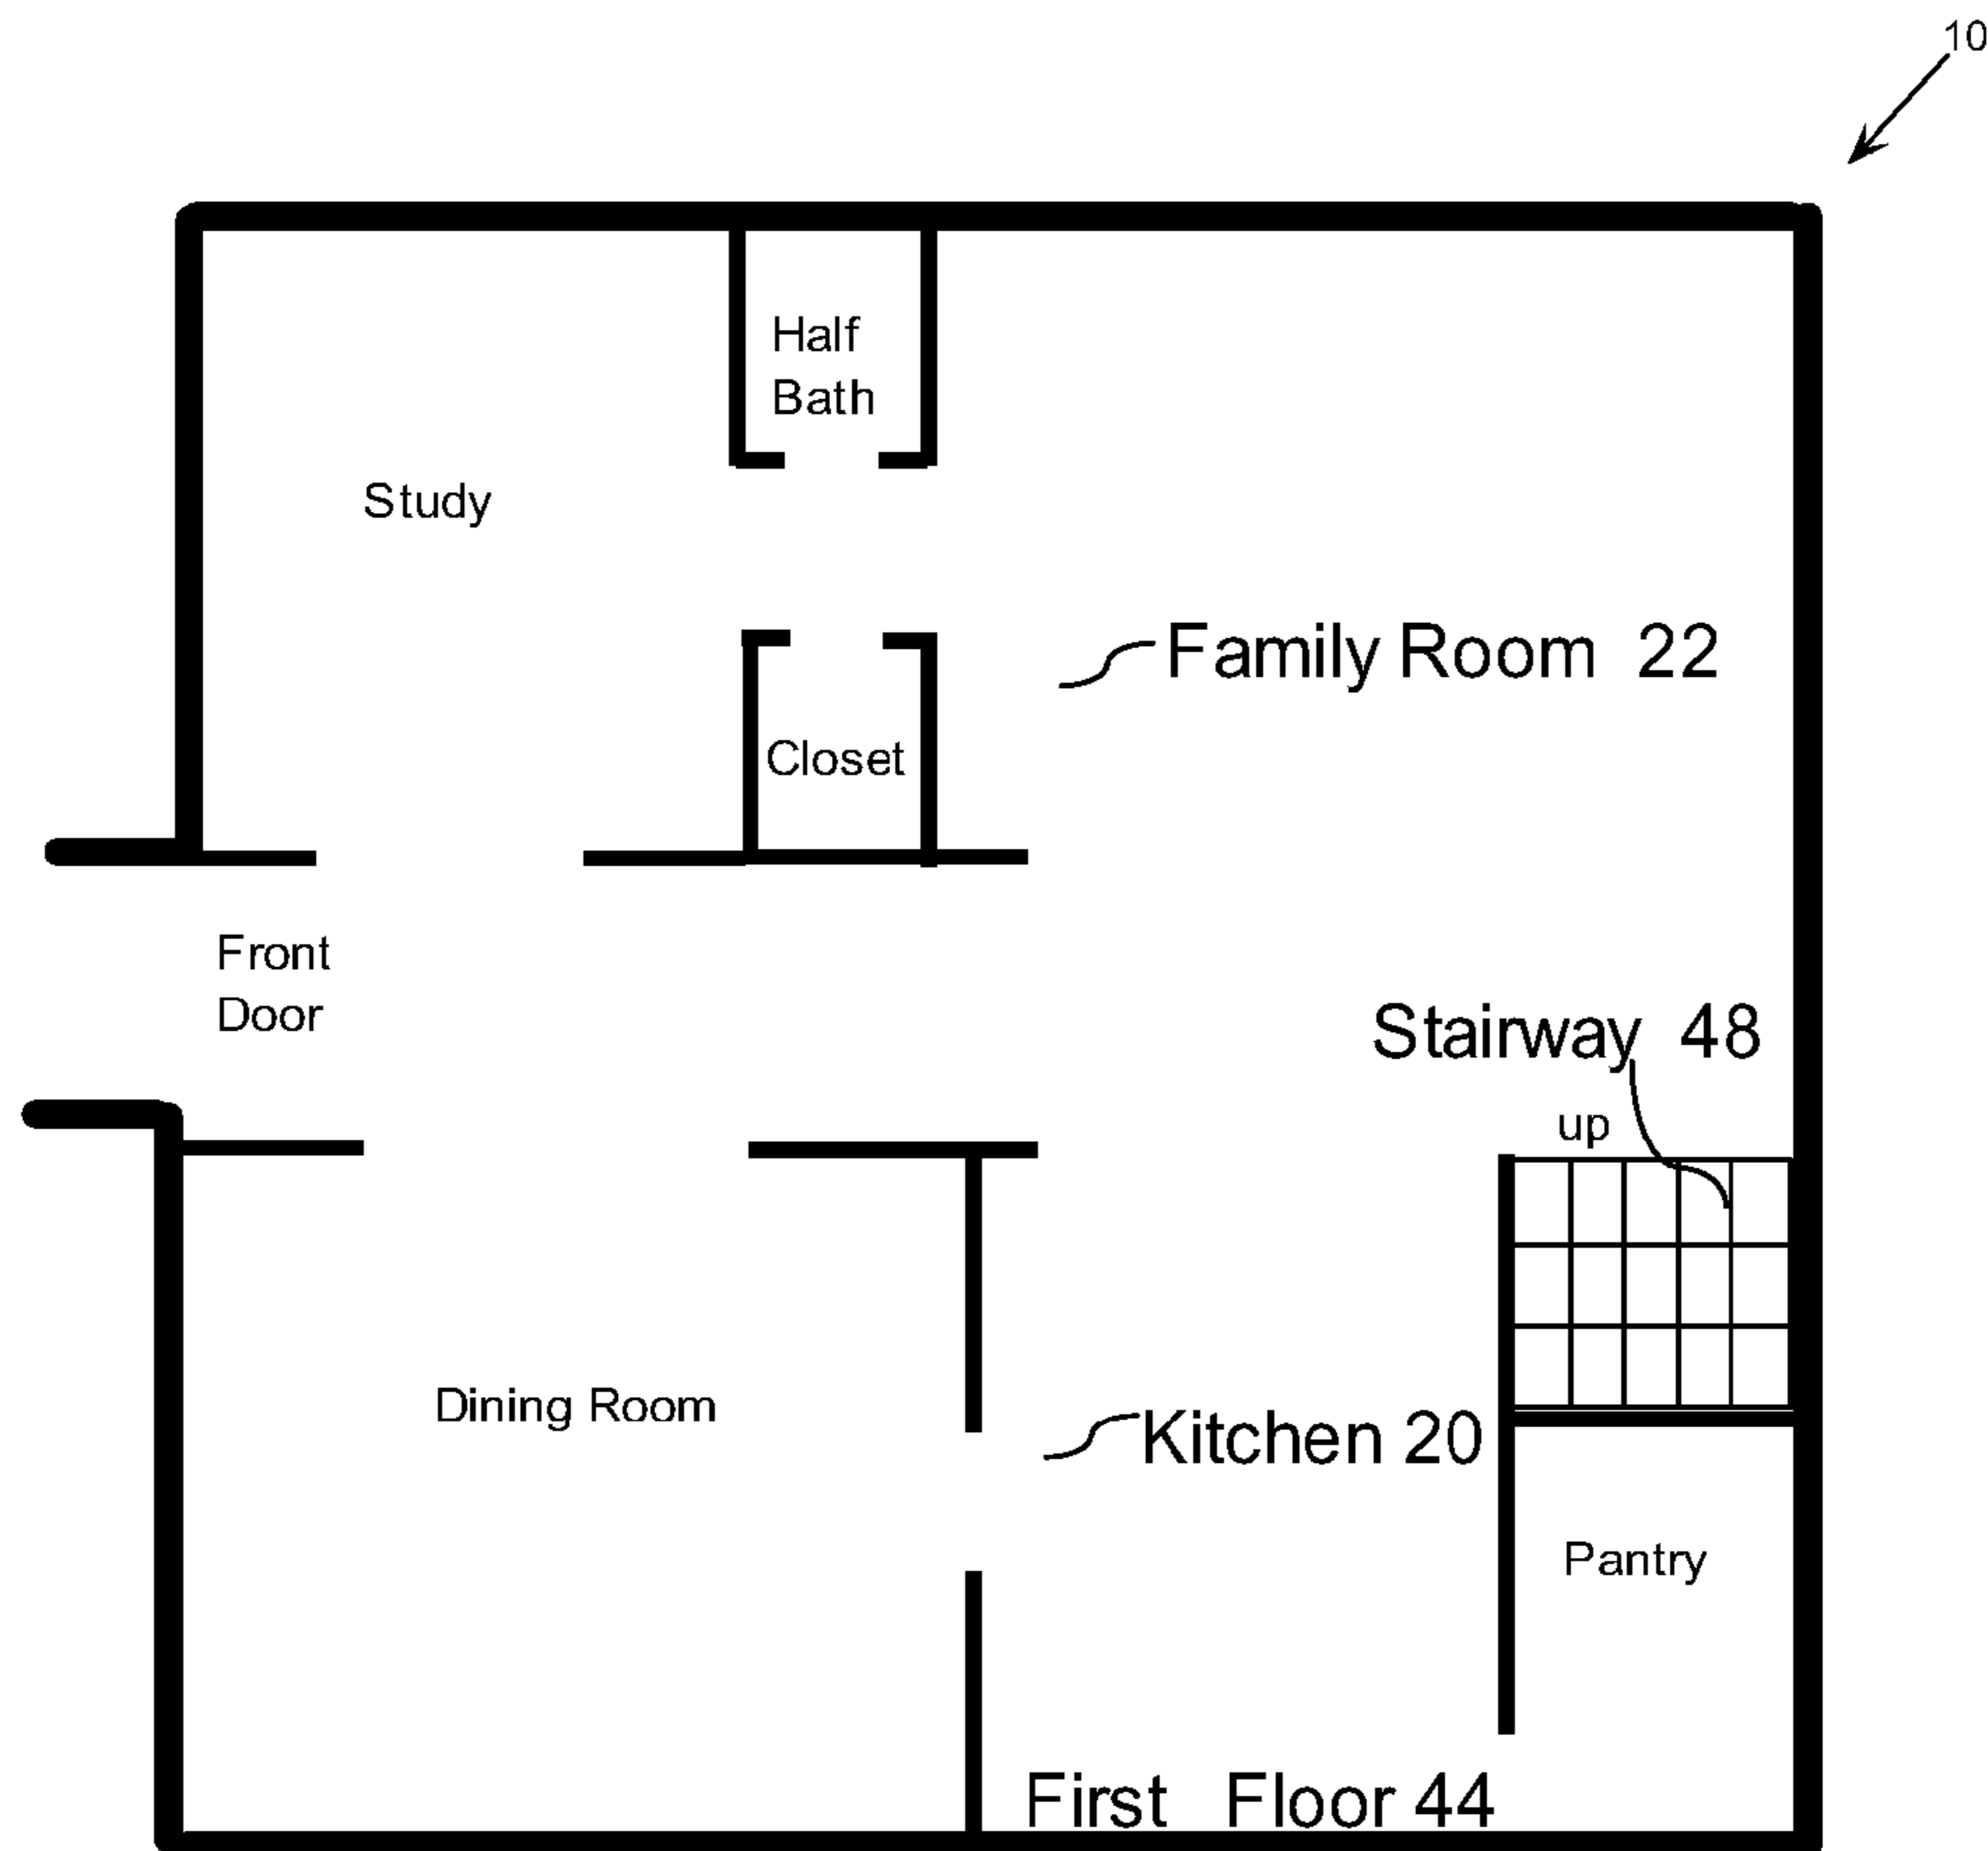 10
Half
Bath
Study
Family Room 22
Closet
Front
Door
Stairway 48
up
Dining Room
Kitchen 20
Pantry
First Floor 44